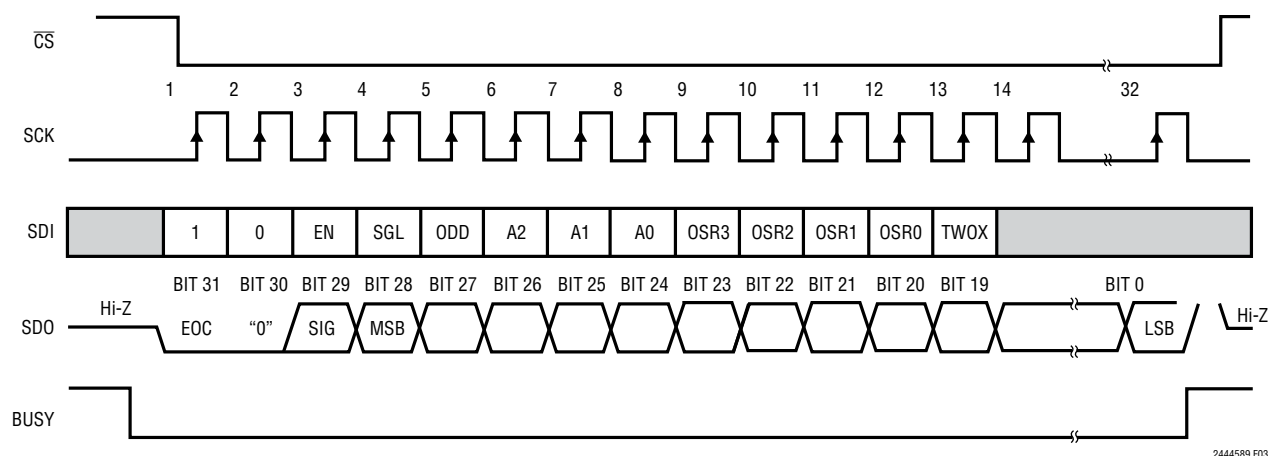 CS
1 2 3 4 5 6 7 8 9 10 11 12 13 14 32
SCK
SDI 1 0 EN SGL ODD A2 A1 A0 OSR3 OSR2 OSR1 OSR0 TWOX
BIT 31 BIT 30 BIT 29 BIT 28 BIT 27 BIT 26 BIT 25 BIT 24 BIT 23 BIT 22 BIT 21 BIT 20 BIT 19 BIT 0
Hi-Z Hi-Z
SDO EOC “0” SIG MSB LSB
BUSY
2444589 F03